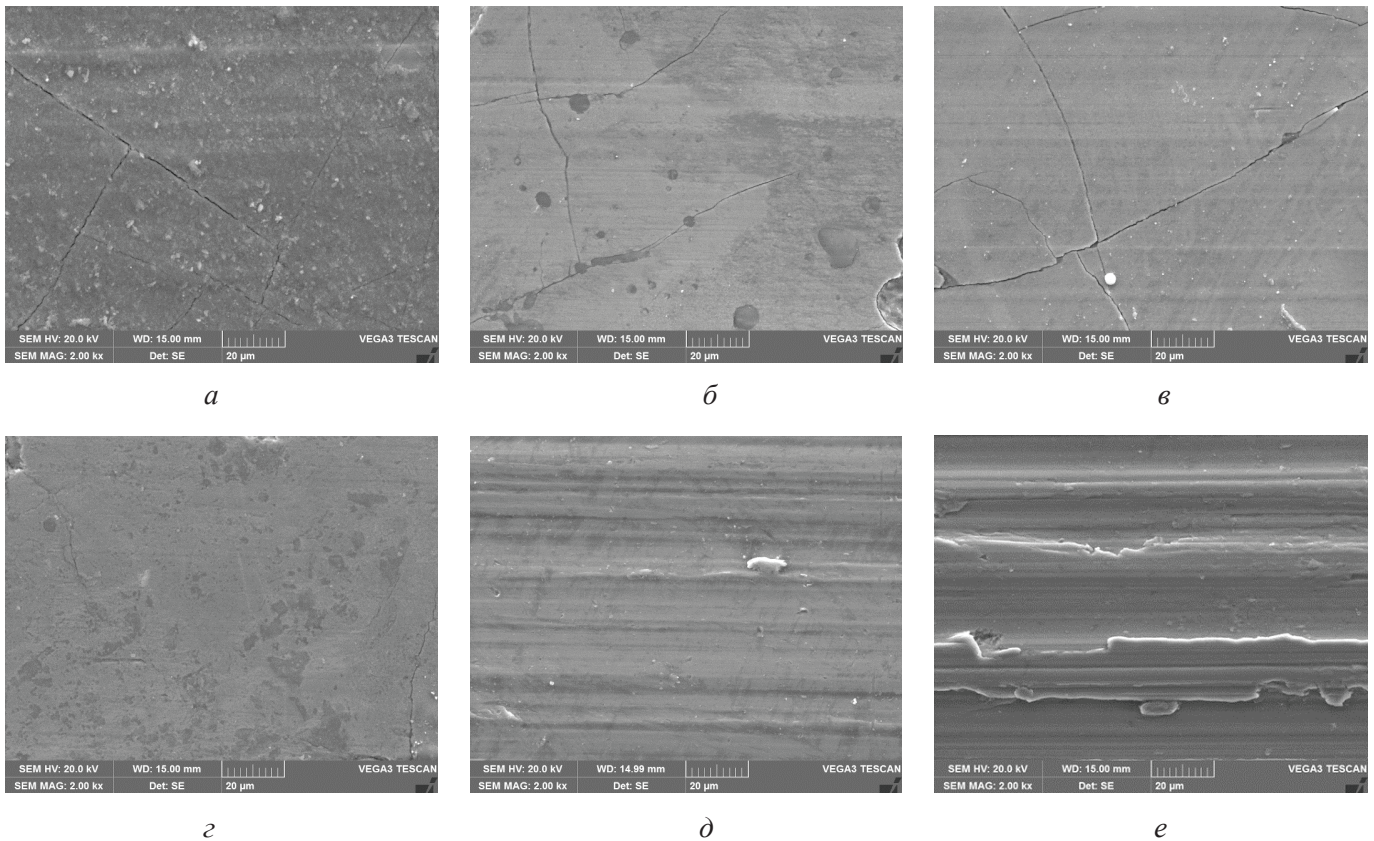 SEM HV: 20.0 kV WD: 15.00 mm VEGA3 TESCAN
SEM MAG: 2.00 kx Det: SE 20 µm
SEM HV: 20.0 kV WD: 15.00 mm VEGA3 TESCAN
SEM MAG: 2.00 kx Det: SE 20 µm
SEM HV: 20.0 kV WD: 15.00 mm VEGA3 TESCAN
SEM MAG: 2.00 kx Det: SE 20 µm
а
б
в
SEM HV: 20.0 kV WD: 15.00 mm VEGA3 TESCAN
SEM MAG: 2.00 kx Det: SE 20 µm
SEM HV: 20.0 kV WD: 14.99 mm VEGA3 TESCAN
SEM MAG: 2.00 kx Det: SE 20 µm
SEM HV: 20.0 kV WD: 15.00 mm VEGA3 TESCAN
SEM MAG: 2.00 kx Det: SE 20 µm
г
д
е